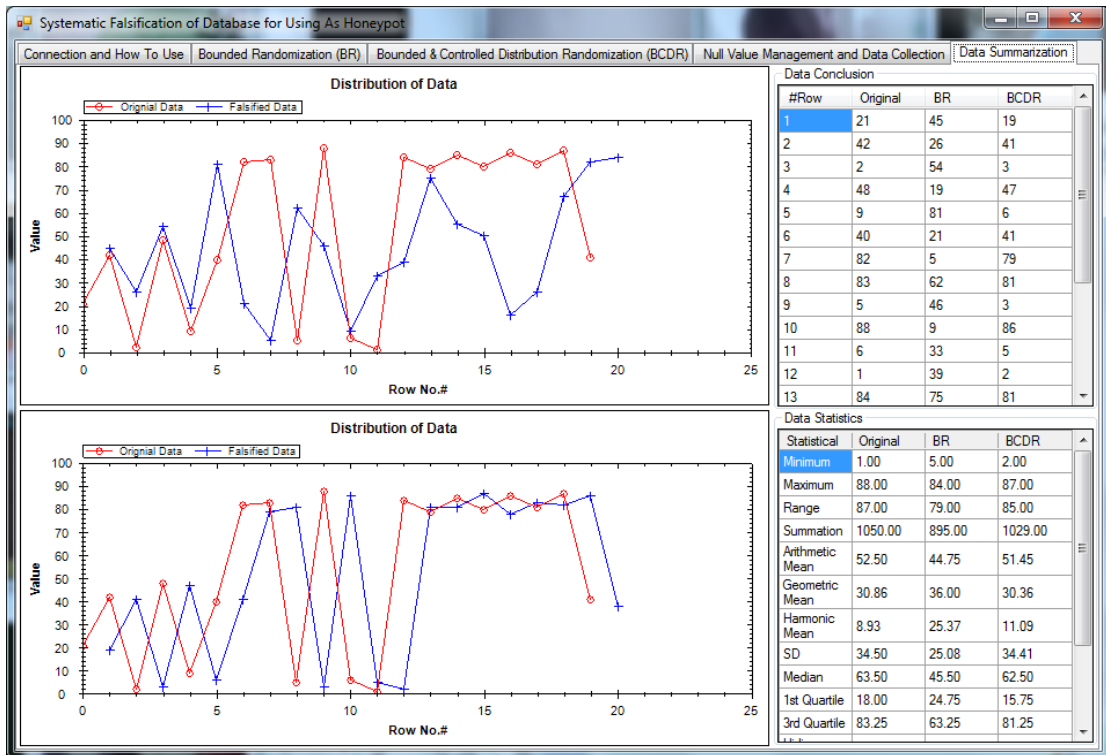 Systematic Falsification of Database for Using As Honeypot
Connection and How To Use Bounded Randomization (BR) Bounded & Controlled Distribution Randomization (BCDR) Null Value Management and Data Collection Data Summarization
Distribution of Data
Orignial Data Falsified Data
100
90
80
70
60
50
40
30
20
10
0
Value
0 5 10 15 20 25
Row No.#
Distribution of Data
Orignial Data Falsified Data
100
90
80
70
60
50
40
30
20
10
0
Value
0 5 10 15 20 25
Row No.#
Data Conclusion
#Row Original BR BCDR
1 21 45 19
2 42 26 41
3 2 54 3
4 48 19 47
5 9 81 6
6 40 21 41
7 82 5 79
8 83 62 81
9 5 46 3
10 88 9 86
11 6 33 5
12 1 39 2
13 84 75 81
Data Statistics
Statistical Original BR BCDR
Minimum 1.00 5.00 2.00
Maximum 88.00 84.00 87.00
Range 87.00 79.00 85.00
Summation 1050.00 895.00 1029.00
Arithmetic
Mean 52.50 44.75 51.45
Geometric
Mean 30.86 36.00 30.36
Harmonic
Mean 8.93 25.37 11.09
SD 34.50 25.08 34.41
Median 63.50 45.50 62.50
1st Quartile 18.00 24.75 15.75
3rd Quartile 83.25 63.25 81.25